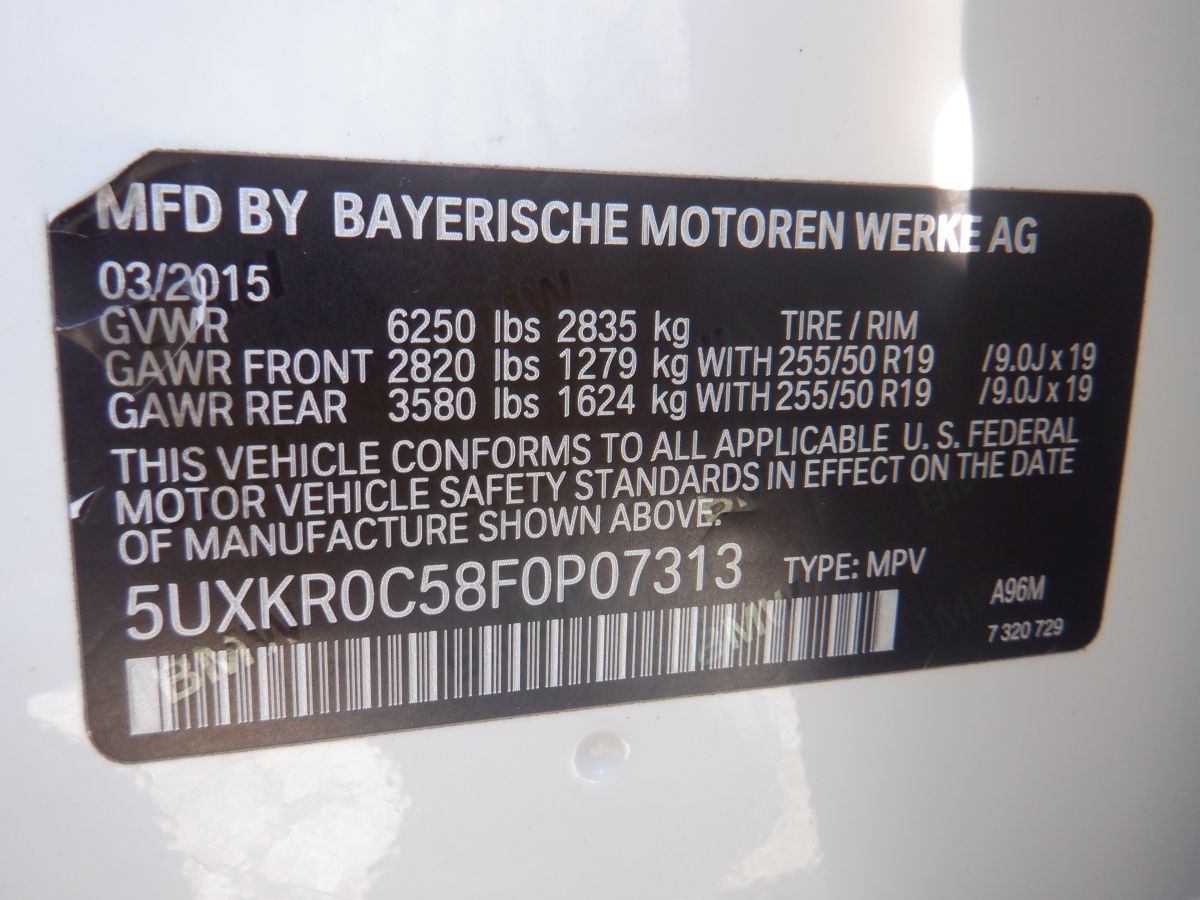 MFD BY BAYERISCHE MOTOREN WERKE AG
03/2015
GVWR 6250 lbs 2835 kg TIRE / RIM
GAWR FRONT 2820 lbs 1279 kg WITH 255/50 R19 /9.0J x 19
GAWR REAR 3580 lbs 1624 kg WITH 255/50 R19 /9.0J x 19
THIS VEHICLE CONFORMS TO ALL APPLICABLE U. S. FEDERAL
MOTOR VEHICLE SAFETY STANDARDS IN EFFECT ON THE DATE
OF MANUFACTURE SHOWN ABOVE.
5UXKR0C58F0P07313 TYPE: MPV
A96M
7 320 729
BMW
BMW